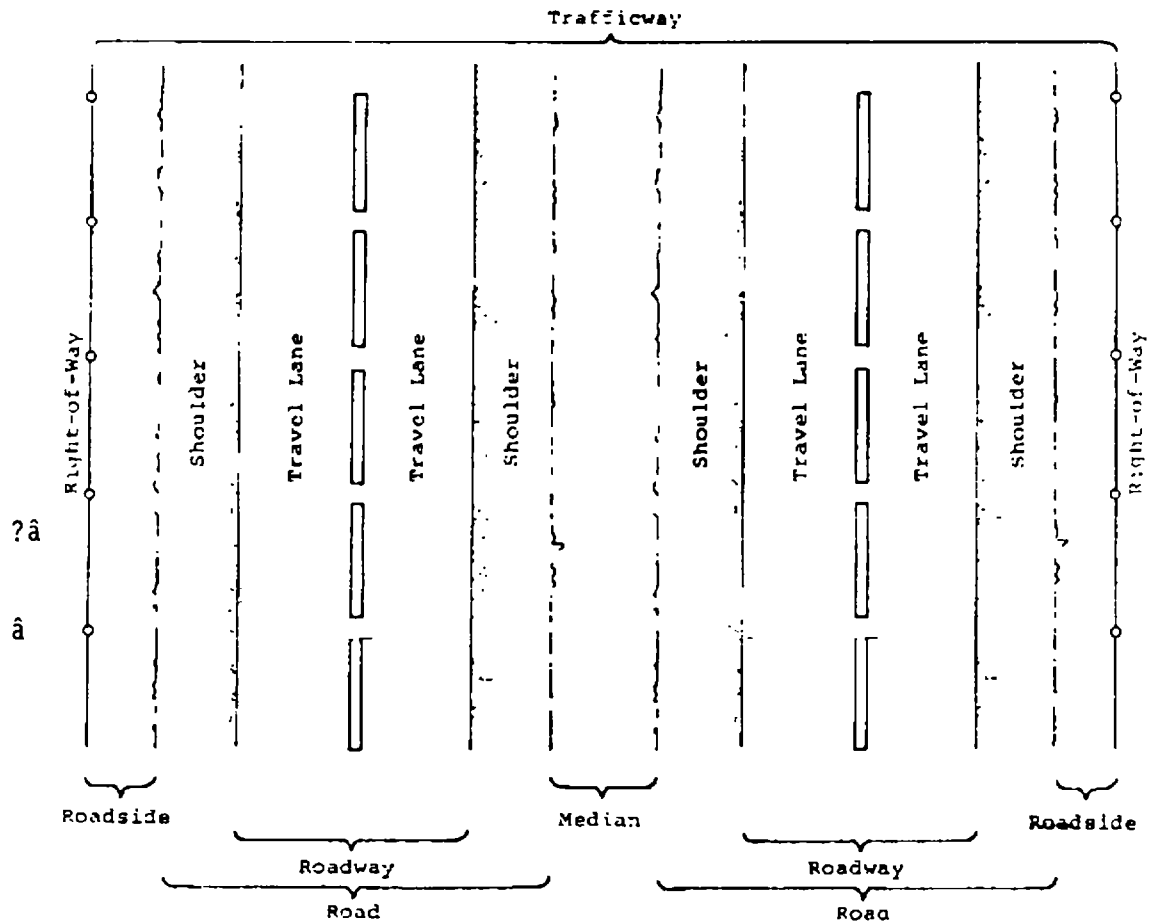 Trafficway
Right-of-Way
Shoulder
Travel Lane
Travel Lane
Shoulder
Shoulder
Travel Lane
Travel Lane
Shoulder
Right-of-Way
?â
â
Roadside
Median
Roadside
Roadway
Roadway
Road
Road